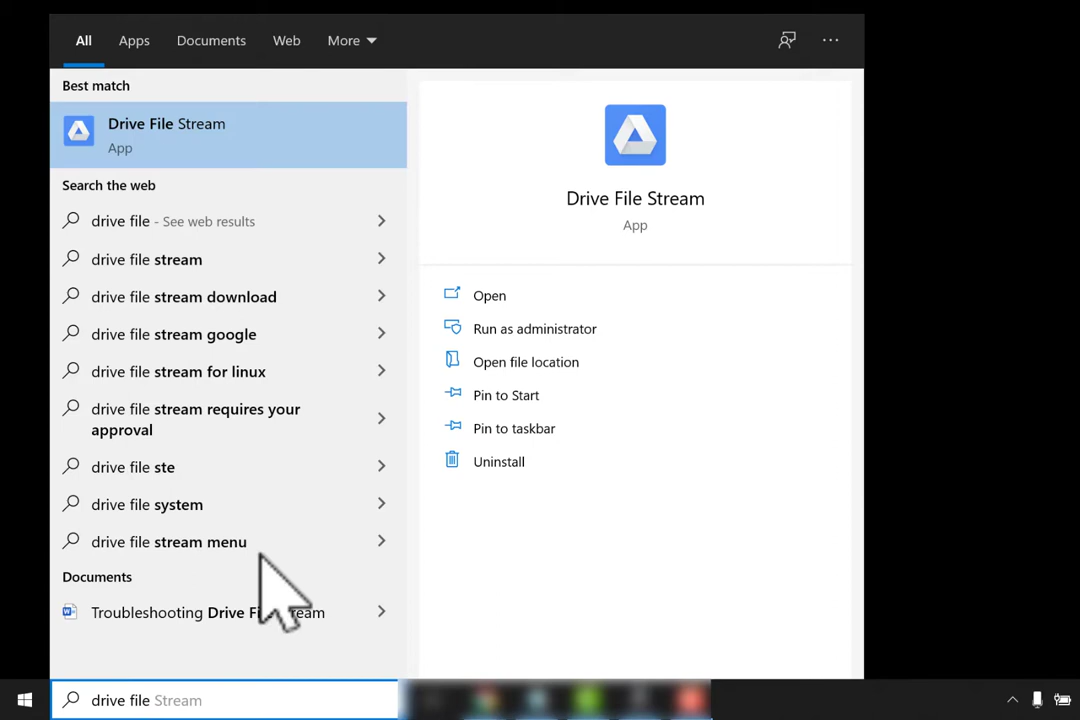 All Apps Documents Web More
Best match
Drive File Stream
App
Search the web
drive file - See web results
drive file stream
drive file stream download
drive file stream google
drive file stream for linux
drive file stream requires your
approval
drive file ste
drive file system
drive file stream menu
Documents
Troubleshooting Drive
drive file Stream
Drive File Stream
App
Open
Run as administrator
Open file location
Pin to Start
Pin to taskbar
Uninstall